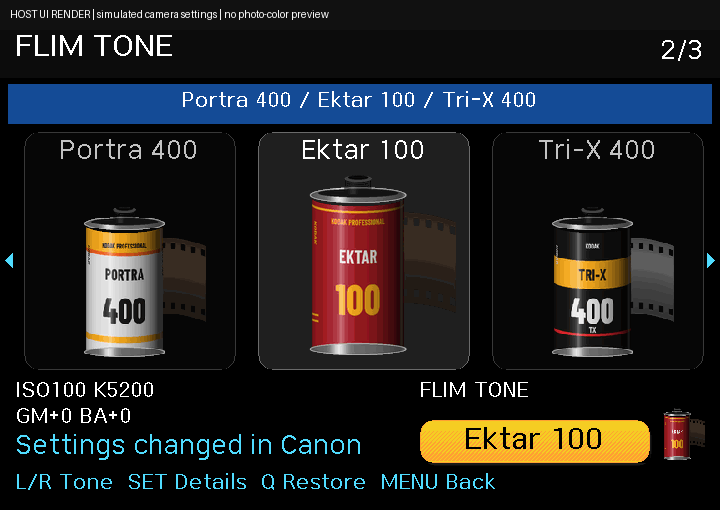 HOST UI RENDER | simulated camera settings | no photo-color preview
FLIM TONE
2/3
Portra 400 / Ektar 100 / Tri-X 400
Portra 400
Ektar 100
Tri-X 400
KODAK PROFESSIONAL
PORTRA
400
KODAK PROFESSIONAL
KODAK
EKTAR
100
KODAK
TRI-X
400
TX
ISO100 K5200
GM+0 BA+0
FLIM TONE
Settings changed in Canon
Ektar 100
100
L/R Tone SET Details Q Restore MENU Back